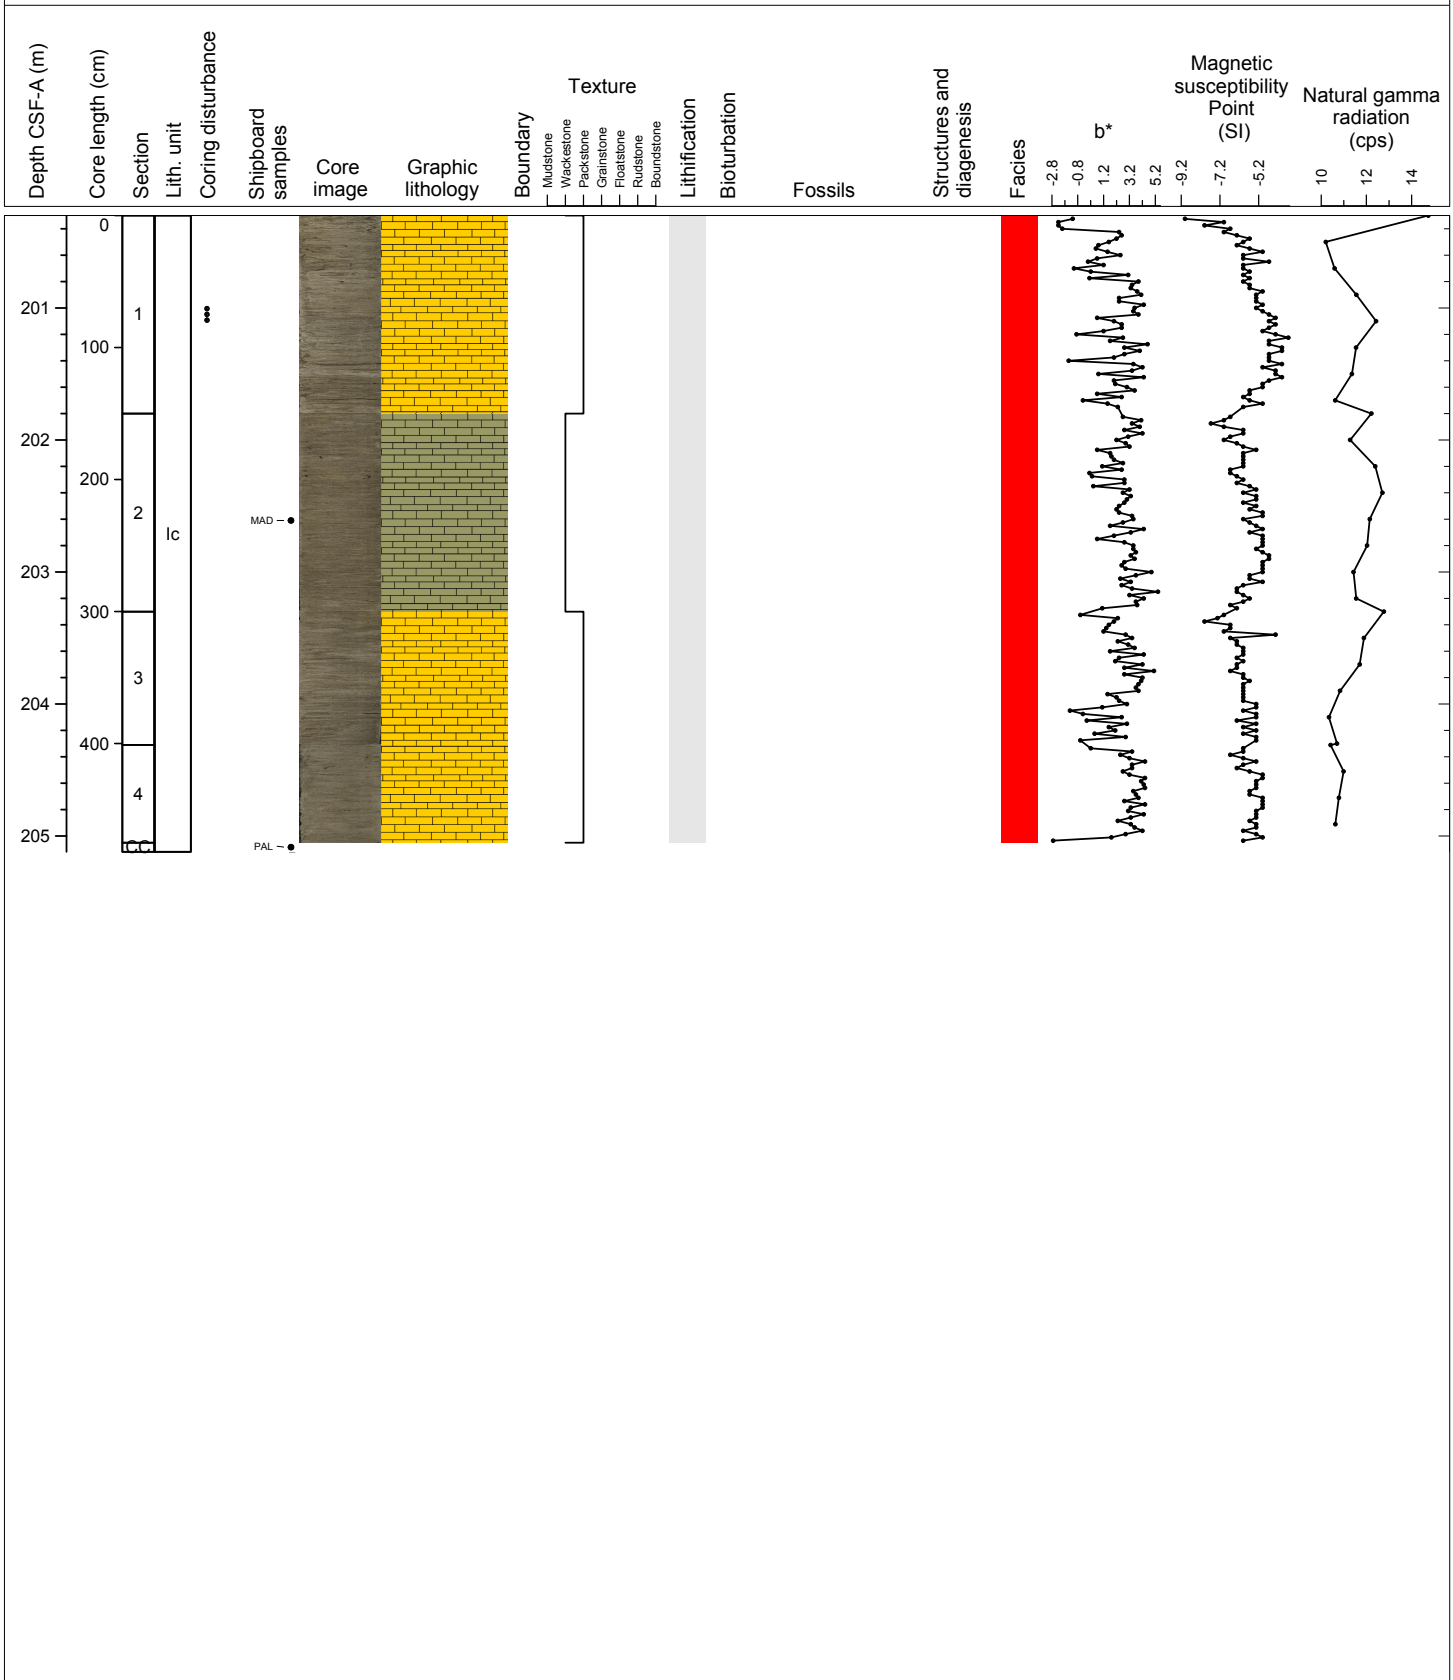 Depth CSF-A (m)
Core length (cm)
Section
Lith. unit
Coring disturbance
Shipboard
samples
Core
image
Graphic
lithology
Boundary
Texture
Mudstone
Wackestone
Packstone
Grainstone
Floatstone
Rudstone
Boundstone
Lithification
Bioturbation
Fossils
Structures and
diagenesis
Facies
b*
-2.8
-0.8
1.2
3.2
5.2
Magnetic
susceptibility
Point
(SI)
-9.2
-7.2
-5.2
Natural gamma
radiation
(cps)
10
12
14
0
201
1
100
202
200
2
Ic
MAD
203
300
3
204
400
4
205
CC
PAL